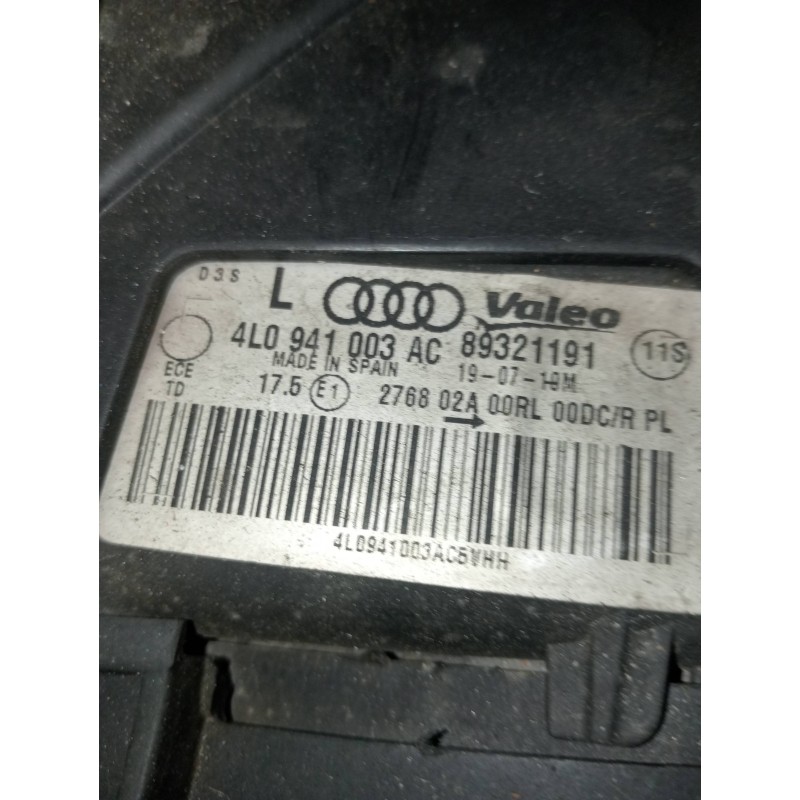 D3S L Valeo
4L0 941 003 AC 89321191 11S
MADE IN SPAIN 19-07-10M
ECE
TD 17.5 E1 2768 02A 00RL 00DC/R PL
4L0941003AC5VHH